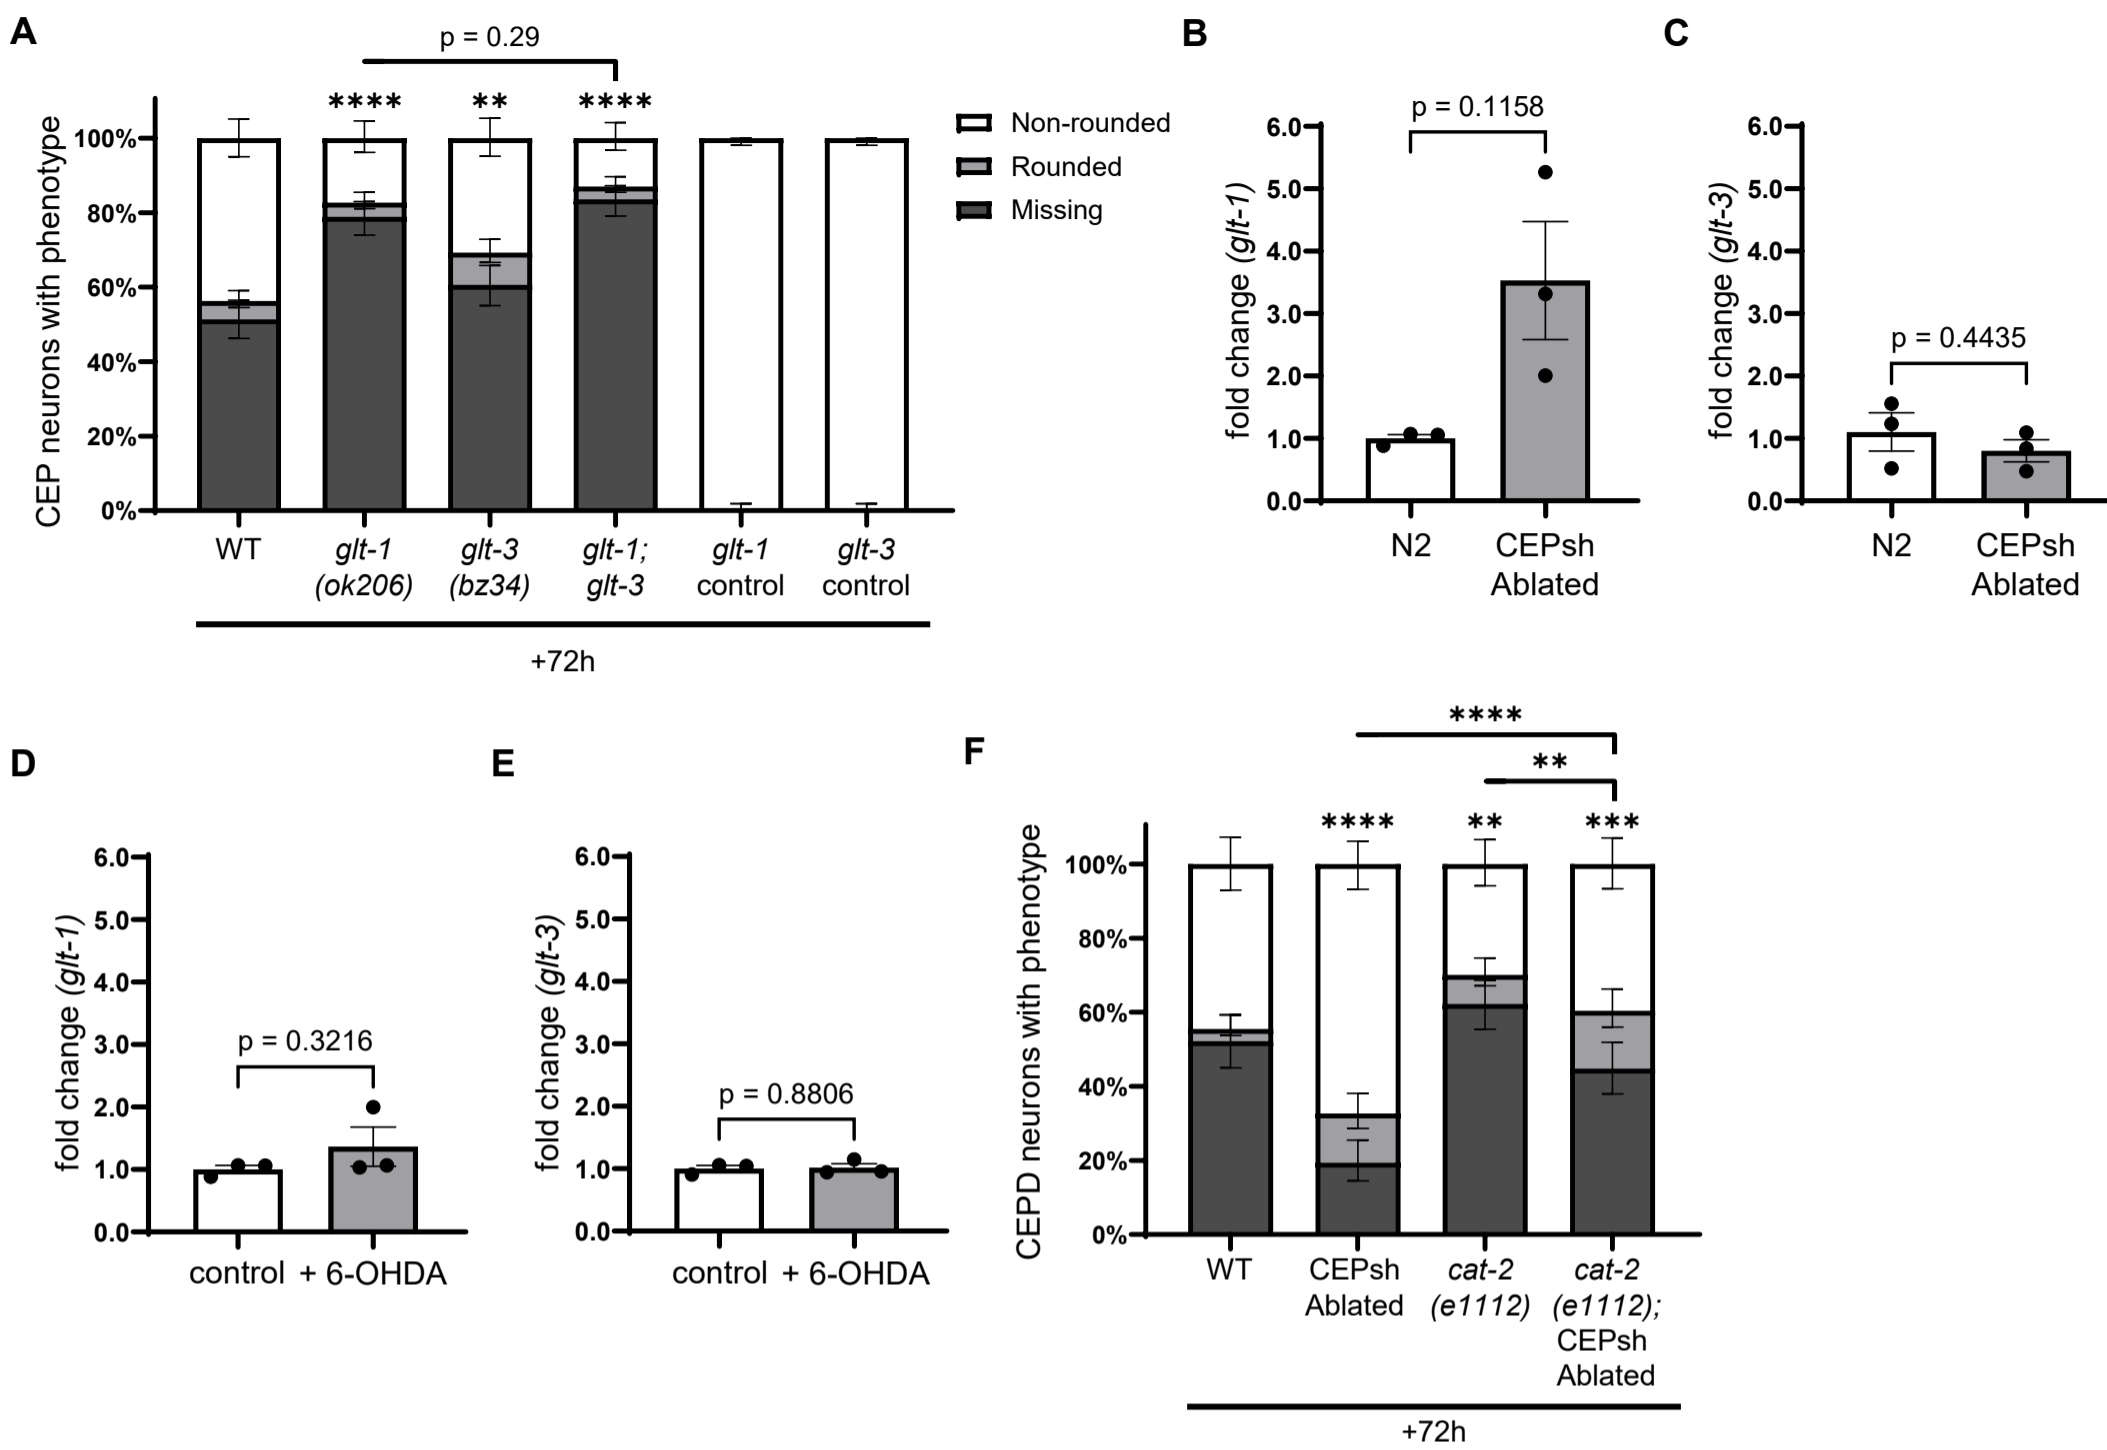 A
p = 0.29
**** ** ****
CEP neurons with phenotype
100%
80%
60%
40%
20%
0%
WT
glt-1
(ok206)
glt-3
(bz34)
glt-1;
glt-3
glt-1
control
glt-3
control
+72h
Non-rounded
Rounded
Missing
B
p = 0.1158
fold change (glt-1)
6.0
5.0
4.0
3.0
2.0
1.0
0.0
N2
CEPsh
Ablated
C
p = 0.4435
fold change (glt-3)
6.0
5.0
4.0
3.0
2.0
1.0
0.0
N2
CEPsh
Ablated
D
p = 0.3216
fold change (glt-1)
6.0
5.0
4.0
3.0
2.0
1.0
0.0
control
+ 6-OHDA
E
p = 0.8806
fold change (glt-3)
6.0
5.0
4.0
3.0
2.0
1.0
0.0
control
+ 6-OHDA
F
****
**
**** ** ***
CEPD neurons with phenotype
100%
80%
60%
40%
20%
0%
WT
CEPsh
Ablated
cat-2
(e1112)
cat-2
(e1112);
CEPsh
Ablated
+72h